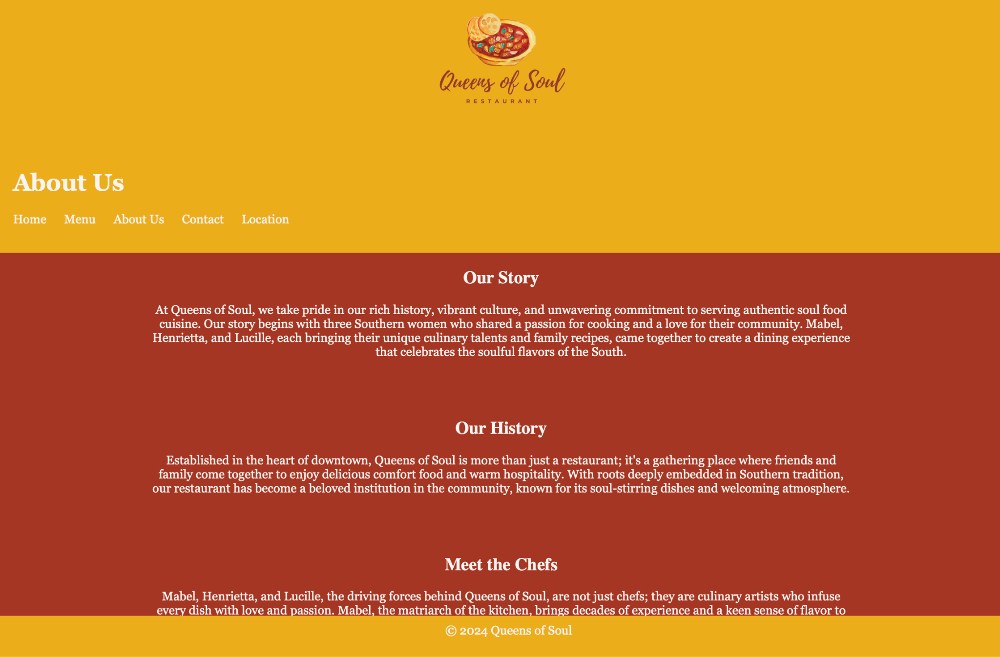 Queens of Soul
RESTAURANT
About Us
Home Menu About Us Contact Location
Our Story
At Queens of Soul, we take pride in our rich history, vibrant culture, and unwavering commitment to serving authentic soul food
cuisine. Our story begins with three Southern women who shared a passion for cooking and a love for their community. Mabel,
Henrietta, and Lucille, each bringing their unique culinary talents and family recipes, came together to create a dining experience
that celebrates the soulful flavors of the South.
Our History
Established in the heart of downtown, Queens of Soul is more than just a restaurant; it's a gathering place where friends and
family come together to enjoy delicious comfort food and warm hospitality. With roots deeply embedded in Southern tradition,
our restaurant has become a beloved institution in the community, known for its soul-stirring dishes and welcoming atmosphere.
Meet the Chefs
Mabel, Henrietta, and Lucille, the driving forces behind Queens of Soul, are not just chefs; they are culinary artists who infuse
every dish with love and passion. Mabel, the matriarch of the kitchen, brings decades of experience and a keen sense of flavor to
© 2024 Queens of Soul